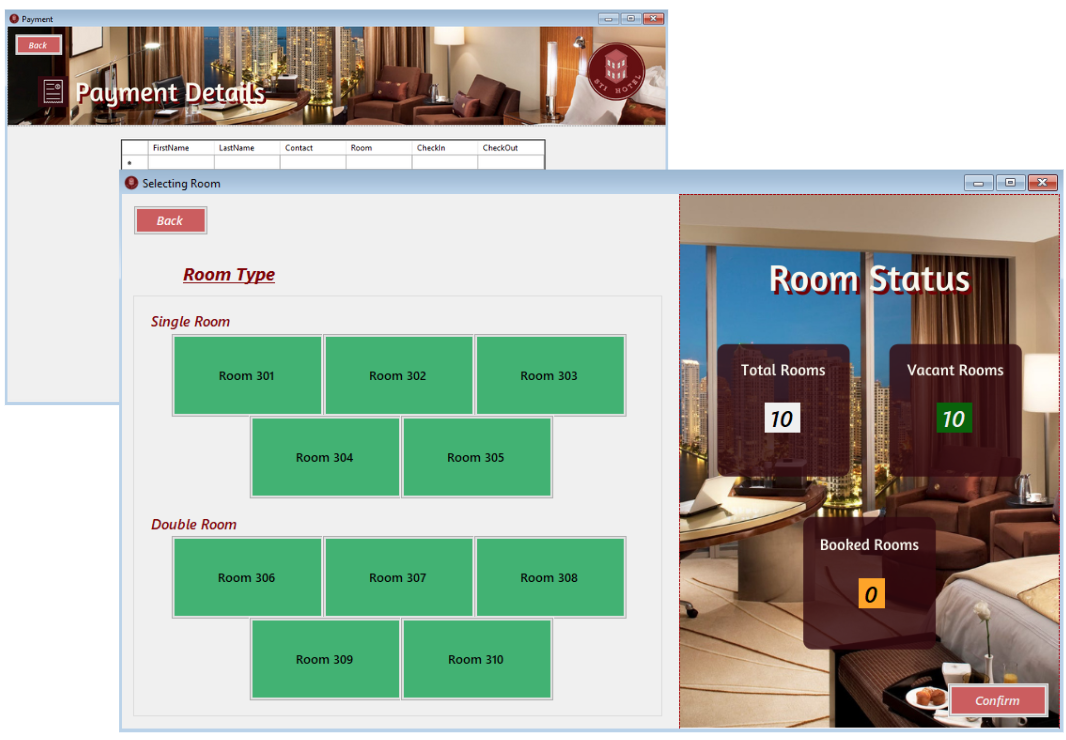 Payment
Back
Payment Details
STI HOTEL
FirstName LastName Contact Room CheckIn CheckOut
*
Selecting Room
Back
Room Type
Single Room
Room 301 Room 302 Room 303
Room 304 Room 305
Double Room
Room 306 Room 307 Room 308
Room 309 Room 310
Room Status
Total Rooms Vacant Rooms
10 10
Booked Rooms
0
Confirm